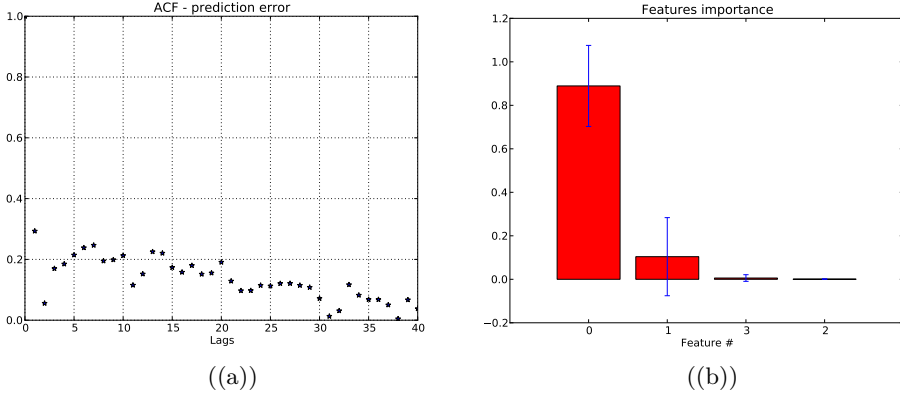 ACF - prediction error
1.0
0.8
0.6
0.4
0.2
0.0
0 5 10 15 20 25 30 35 40
Lags
((a))
Features importance
1.2
1.0
0.8
0.6
0.4
0.2
0.0
−0.2
0 1 3 2
Feature #
((b))